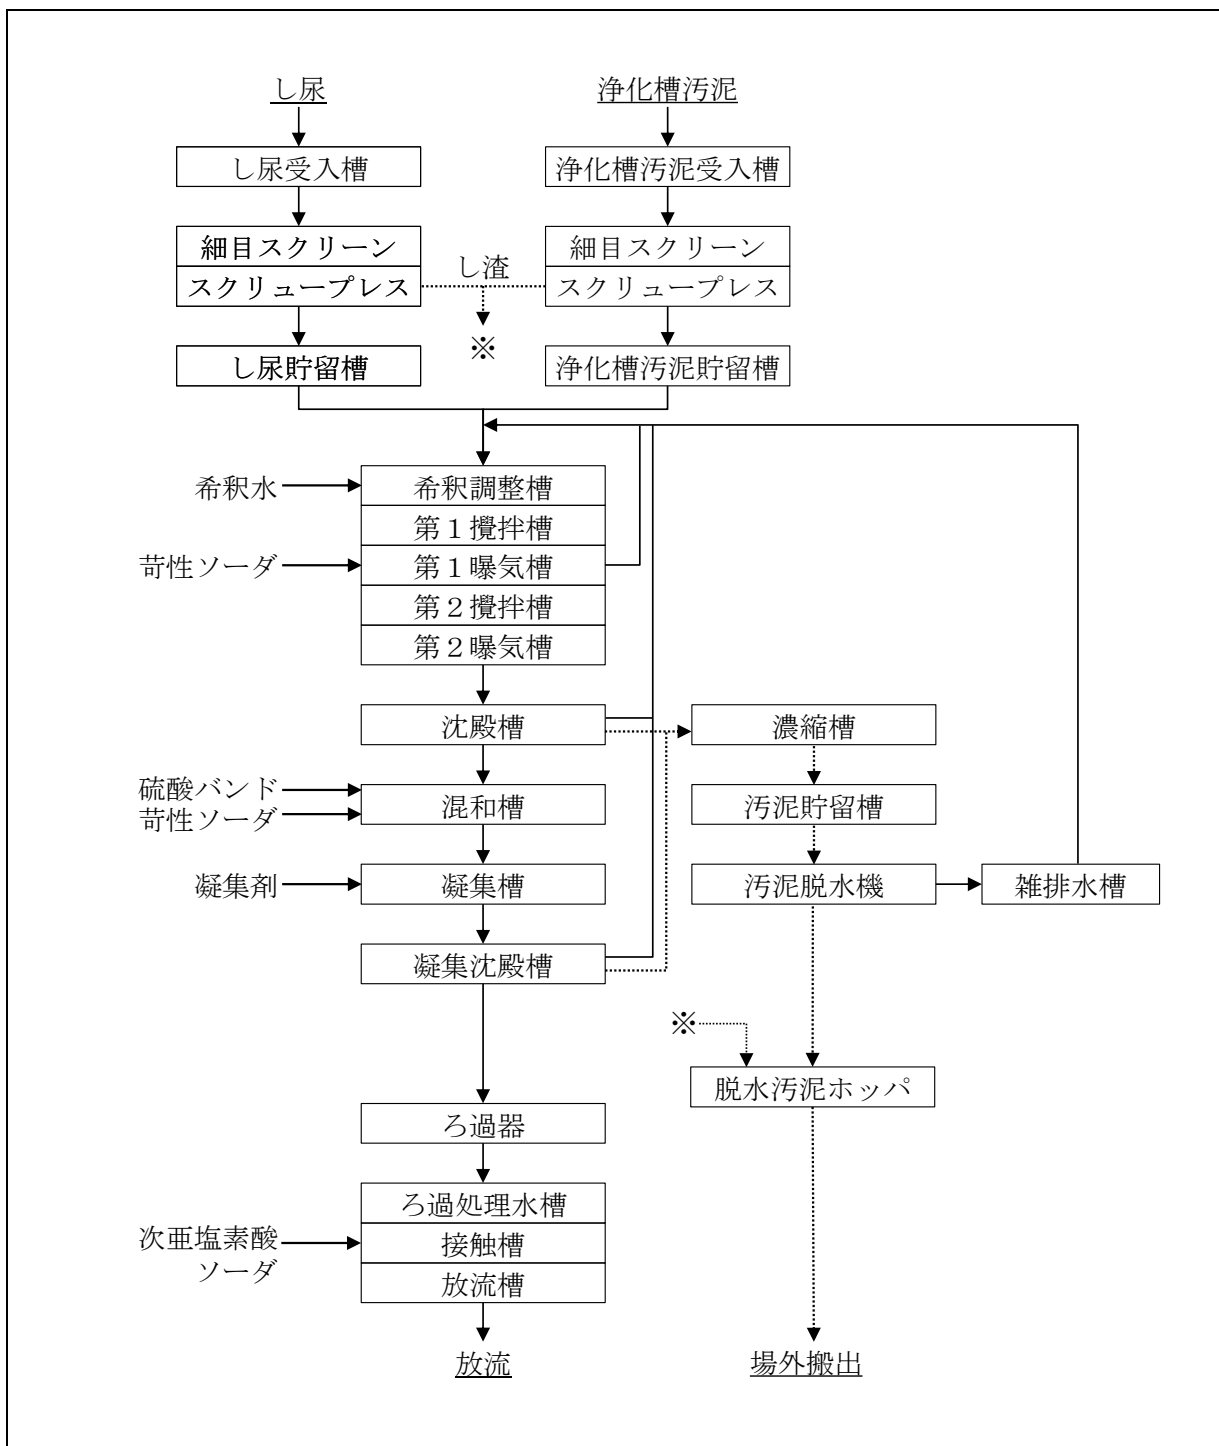 し尿
浄化槽汚泥
し尿受入槽
浄化槽汚泥受入槽
細目スクリーン
細目スクリーン
し渣
スクリュープレス
スクリュープレス
※
し尿貯留槽
浄化槽汚泥貯留槽
希釈水
希釈調整槽
第１攪拌槽
苛性ソーダ
第１曝気槽
第２攪拌槽
第２曝気槽
沈殿槽
濃縮槽
硫酸バンド
苛性ソーダ
混和槽
汚泥貯留槽
凝集剤
凝集槽
汚泥脱水機
雑排水槽
凝集沈殿槽
※
脱水汚泥ホッパ
ろ過器
ろ過処理水槽
次亜塩素酸
ソーダ
接触槽
放流槽
放流
場外搬出